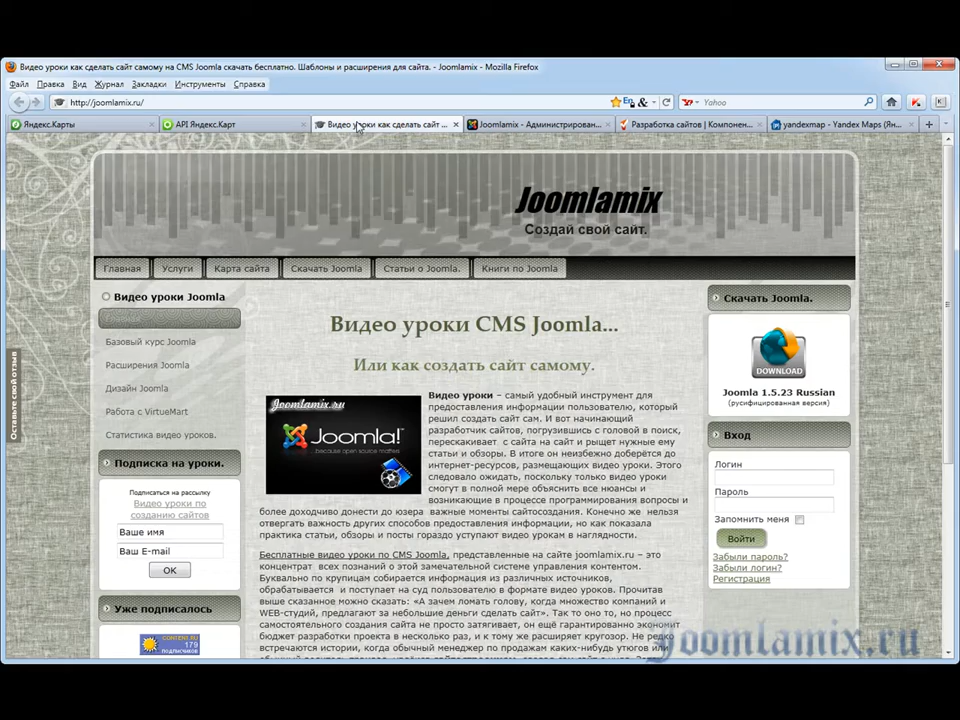 Видео уроки как сделать сайт самому на CMS Joomla скачать бесплатно. Шаблоны и расширения для сайта. - Joomlamix - Mozilla Firefox
Файл Правка Вид Журнал Закладки Инструменты Справка
http://joomlamix.ru/
Yahoo
Яндекс.Карты
API Яндекс.Карт
Видео уроки как сделать сайт ...
Joomlamix - Администрирован...
Разработка сайтов | Компонен...
yandexmap - Yandex Maps (Ян...
Joomlamix
Создай свой сайт.
Главная Услуги Карта сайта Скачать Joomla Статьи о Joomla. Книги по Joomla
Видео уроки Joomla
Базовый курс Joomla
Расширения Joomla
Дизайн Joomla
Работа с VirtueMart
Статистика видео уроков.
Подписка на уроки.
Подписаться на рассылку
Видео уроки по
созданию сайтов
Ваше имя
Ваш E-mail
OK
Уже подписалось
CONTENT.RU
179
подписчиков
Оставьте свой отзыв
Видео уроки CMS Joomla...
Или как создать сайт самому.
Joomlamix.ru
Joomla!
...because open source matters
Видео уроки – самый удобный инструмент для
предоставления информации пользователю, который
решил создать сайт сам. И вот начинающий
разработчик сайтов, погрузившись с головой в поиск,
перескакивает с сайта на сайт и рыщет нужные ему
статьи и обзоры. В итоге он неизбежно доберётся до
интернет-ресурсов, размещающих видео уроки. Этого
следовало ожидать, поскольку только видео уроки
смогут в полной мере объяснить все нюансы и
возникающие в процессе программирования вопросы и
более доходчиво донести до юзера важные моменты сайтосоздания. Конечно же нельзя
отвергать важность других способов предоставления информации, но как показала
практика статьи, обзоры и посты гораздо уступают видео урокам в наглядности.
Бесплатные видео уроки по CMS Joomla, представленные на сайте joomlamix.ru – это
концентрат всех познаний о этой замечательной системе управления контентом.
Буквально по крупицам собирается информация из различных источников,
обрабатывается и поступает на суд пользователю в формате видео уроков. Прочитав
выше сказанное можно сказать: «А зачем ломать голову, когда множество компаний и
WEB-студий, предлагают за небольшие деньги сделать сайт». Так то оно то, но процесс
самостоятельного создания сайта не просто затягивает, он ещё гарантированно экономит
бюджет разработки проекта в несколько раз, и к тому же расширяет кругозор. Не редко
встречаются истории, когда обычный менеджер по продажам каких-нибудь утюгов или
Скачать Joomla.
DOWNLOAD
Joomla 1.5.23 Russian
(русифицированная версия)
Вход
Логин
Пароль
Запомнить меня
Войти
Забыли пароль?
Забыли логин?
Регистрация
Joomlamix.ru